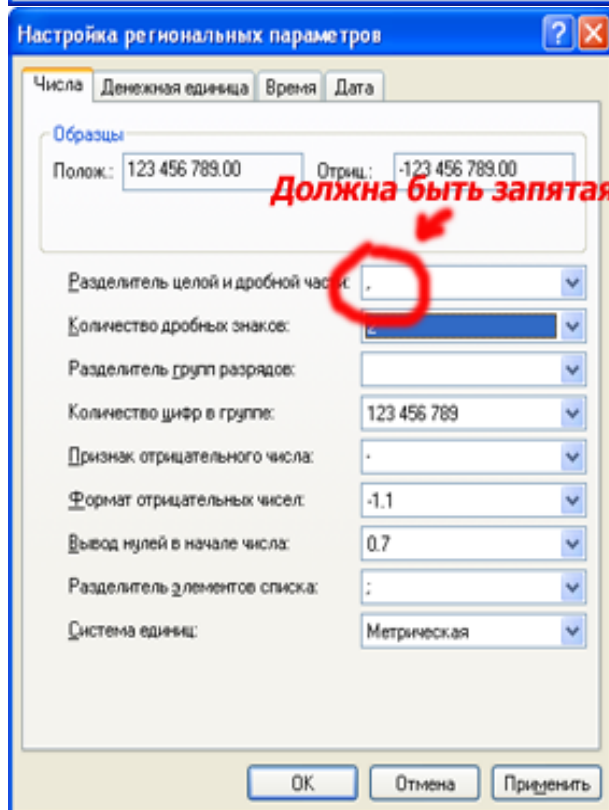 Настройка региональных параметров
Числа Денежная единица Время Дата
Образцы
Полож.: 123 456 789.00 Отриц.: -123 456 789.00
Должна быть запятая
Разделитель целой и дробной части: ,
Количество дробных знаков: 2
Разделитель групп разрядов:
Количество цифр в группе: 123 456 789
Признак отрицательного числа: -
Формат отрицательных чисел: -1.1
Вывод нулей в начале числа: 0.7
Разделитель элементов списка: ;
Система единиц: Метрическая
OK Отмена Применить